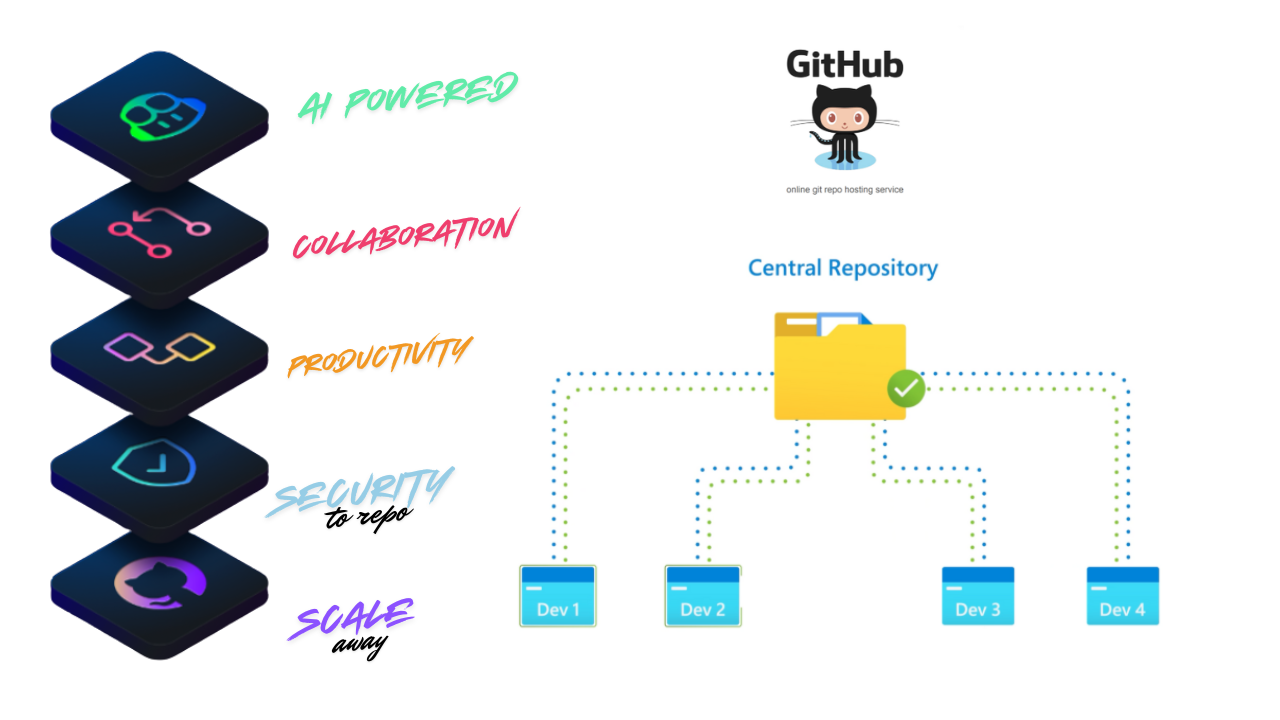 AI POWERED
COLLABORATION
PRODUCTIVITY
SECURITY
to repo
SCALE
away
GitHub
online git repo hosting service
Central Repository
Dev 1
Dev 2
Dev 3
Dev 4